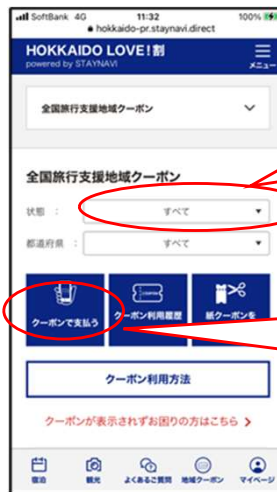 SoftBank 4G 11:32 100%
hokkaido-pr.staynavi.direct
HOKKAIDO LOVE!割
powered by STAYNAVI
メニュー
全国旅行支援地域クーポン
全国旅行支援地域クーポン
状態 : すべて
都道府県 : すべて
クーポンで支払う
クーポン利用履歴
紙クーポンを
クーポン利用方法
クーポンが表示されずお困りの方はこちら
宿泊 観光 よくあるご質問 地域クーポン マイページ